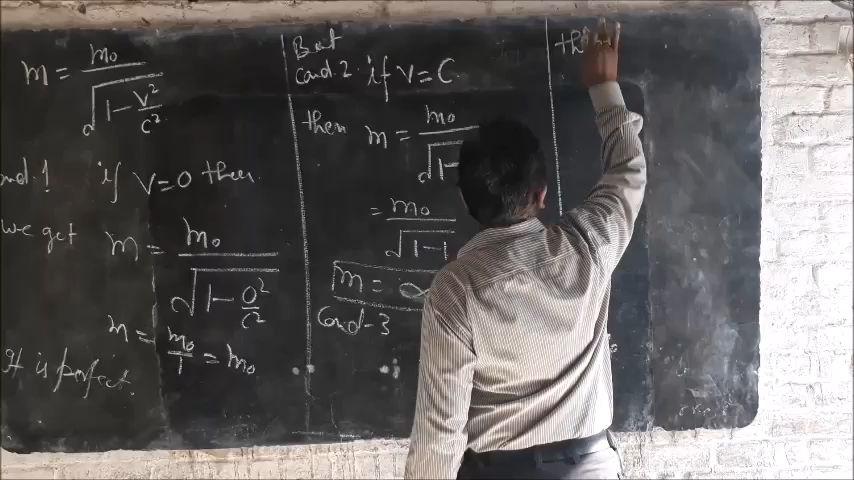 m = m₀ / √(1 − v²/c²)
nd.1 if v=0 then
we get m = m₀ / √(1 − 0²/c²)
m = m₀/1 = m₀
It is perfect.
But
Cond.2 if v = C
then m = m₀ / √(1
= m₀ / √(1−1
m = ∞
Cond-3